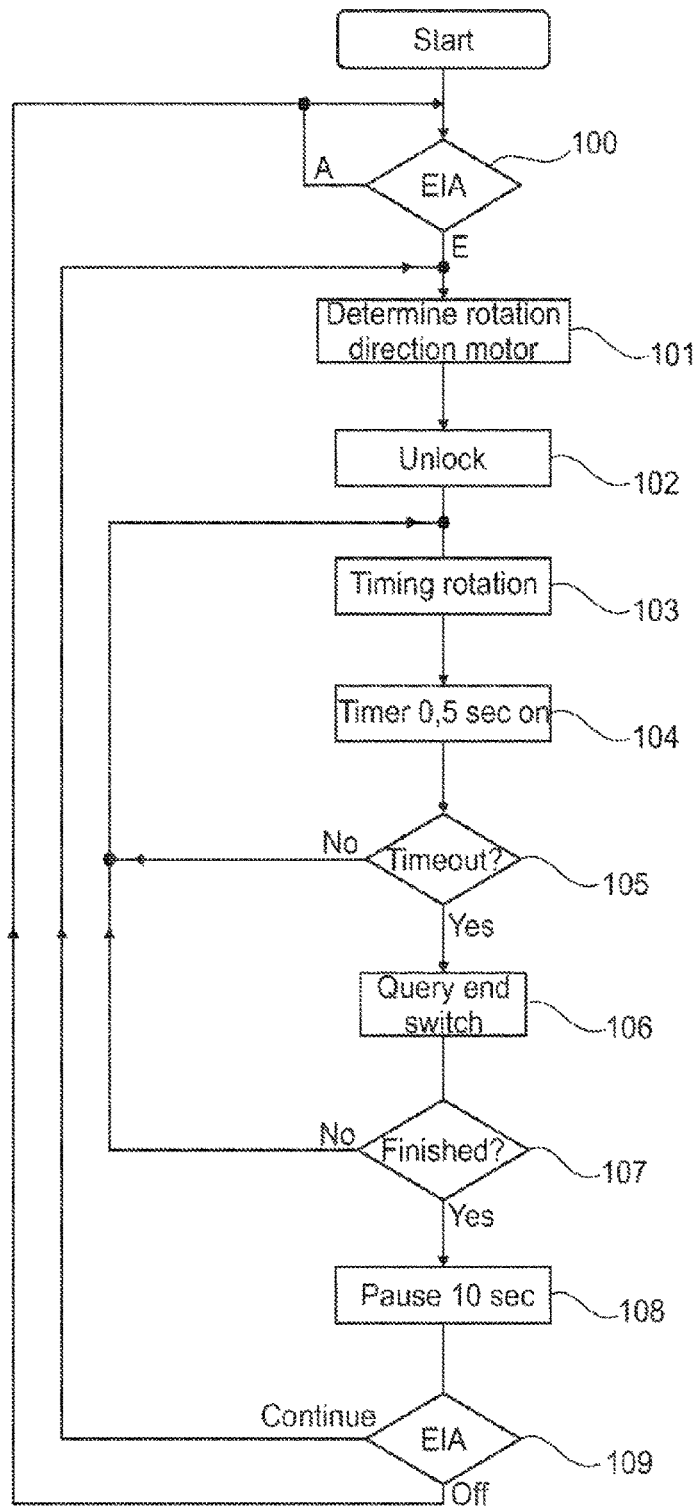 Start
100
A
EIA
E
Determine rotation
direction motor
101
Unlock
102
Timing rotation
103
Timer 0,5 sec on
104
No
Timeout?
105
Yes
Query end
switch
106
No
Finished?
107
Yes
Pause 10 sec
108
Continue
EIA
109
Off